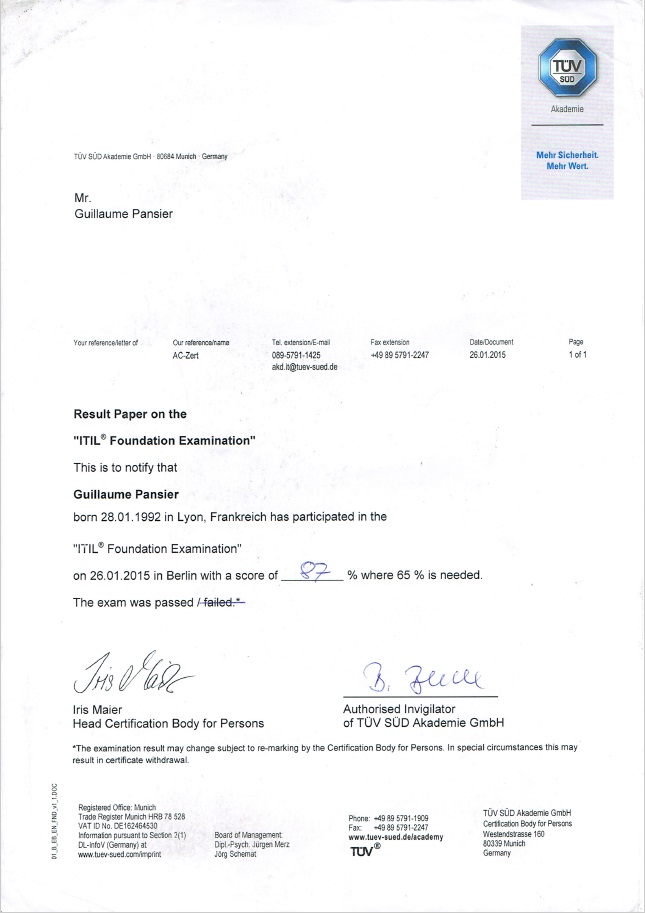 TÜV
SÜD
Akademie
Mehr Sicherheit.
Mehr Wert.
TÜV SÜD Akademie GmbH · 80684 Munich · Germany
Mr.
Guillaume Pansier
Your reference/letter of
Our reference/name
AC-Zert
Tel. extension/E-mail
089-5791-1425
akd.it@tuev-sued.de
Fax extension
+49 89 5791-2247
Date/Document
26.01.2015
Page
1 of 1
Result Paper on the
"ITIL® Foundation Examination"
This is to notify that
Guillaume Pansier
born 28.01.1992 in Lyon, Frankreich has participated in the
"ITIL® Foundation Examination"
on 26.01.2015 in Berlin with a score of 87 % where 65 % is needed.
The exam was passed / failed.*
Iris Maier
Iris Maier
Head Certification Body for Persons
B.
Authorised Invigilator
of TÜV SÜD Akademie GmbH
*The examination result may change subject to re-marking by the Certification Body for Persons. In special circumstances this may
result in certificate withdrawal.
Registered Office: Munich
Trade Register Munich HRB 78 528
VAT ID No. DE162464530
Information pursuant to Section 2(1)
DL-InfoV (Germany) at
www.tuev-sued.com/imprint
Board of Management:
Dipl.-Psych. Jürgen Merz
Jörg Schemat
Phone: +49 89 5791-1909
Fax: +49 89 5791-2247
www.tuev-sued.de/academy
TÜV®
TÜV SÜD Akademie GmbH
Certification Body for Persons
Westendstrasse 160
80339 Munich
Germany